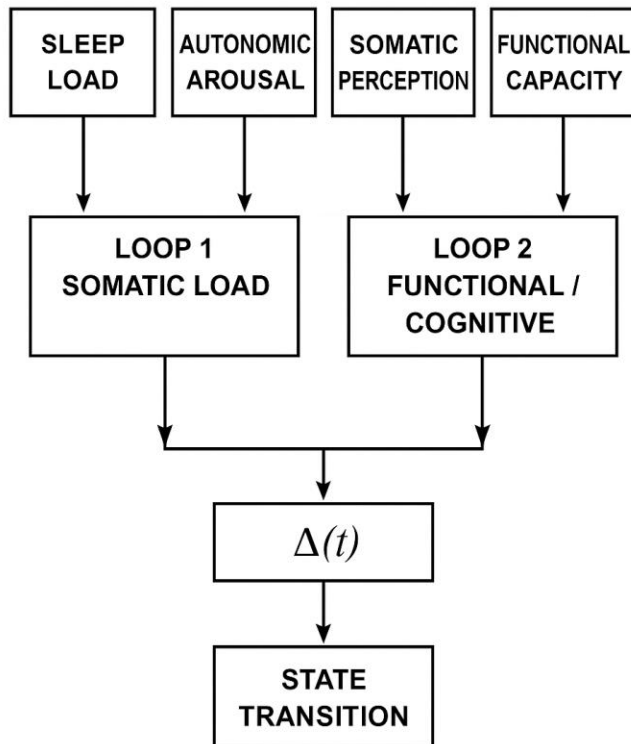 SLEEP
LOAD
AUTONOMIC
AROUSAL
SOMATIC
PERCEPTION
FUNCTIONAL
CAPACITY
LOOP 1
SOMATIC LOAD
LOOP 2
FUNCTIONAL /
COGNITIVE
Δ(t)
STATE
TRANSITION